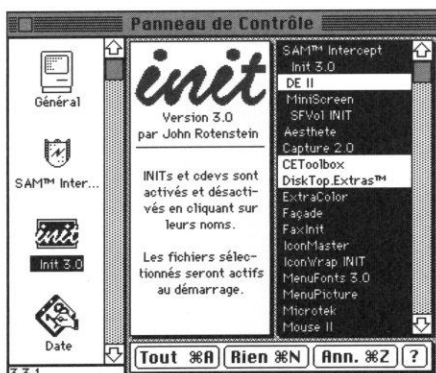 Panneau de Contrôle
Général
SAM™ Inter...
init
Init 3.0
Date
3.3.1
init
Version 3.0
par John Rotenstein
INITs et cdevs sont
activés et désacti-
vés en cliquant sur
leurs noms.
Les fichiers sélec-
tionnés seront actifs
au démarrage.
SAM™ Intercept
Init 3.0
DE II
MiniScreen
SFVol INIT
Aesthete
Capture 2.0
CEToolbox
DiskTop.Extras™
ExtraColor
Façade
FaxInit
IconMaster
IconWrap INIT
MenuFonts 3.0
MenuPicture
Microtek
Mouse II
Tout ⌘A
Rien ⌘N
Ann. ⌘Z
?